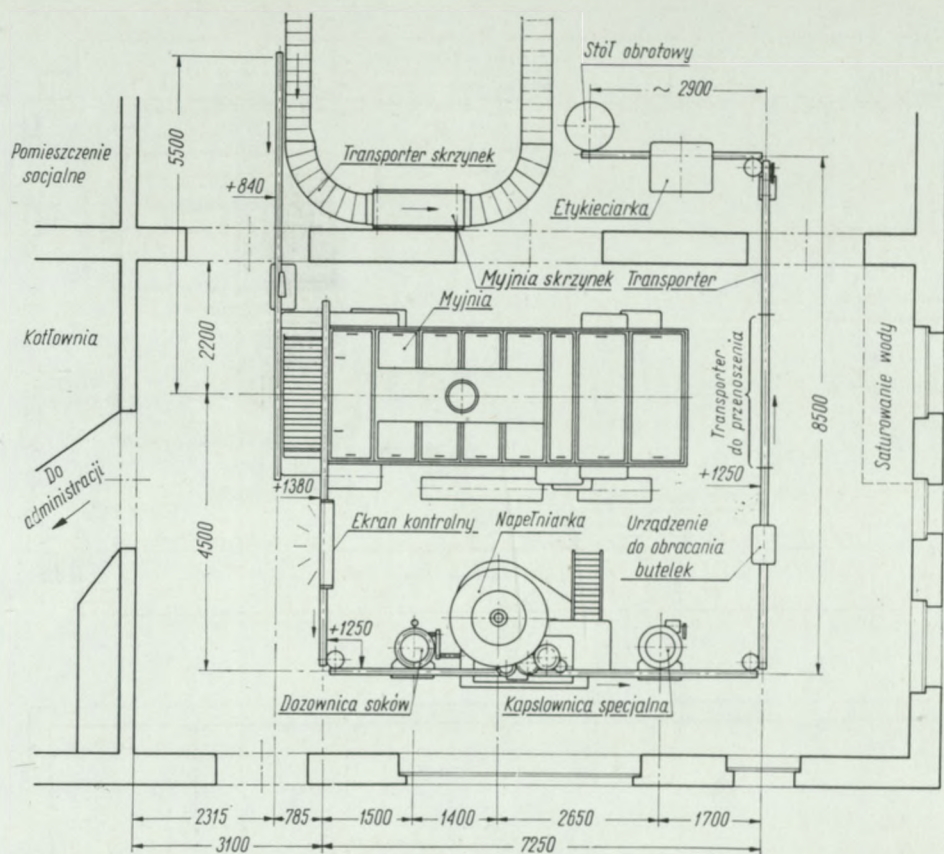 Stół obrotowy
~ 2900
Pomieszczenie
socjalne
5500
Transporter skrzynek
+840
Etykieciarka
Myjnia skrzynek
Transporter
Myjnia
Kotłownia
2200
Transporter
do przenoszenia
8500
Saturowanie wody
Do
administracji
+1380
+1250
Ekran kontrolny
Napełniarka
Urządzenie
do obracania
butelek
4500
+1250
Dozownica soków
Kapslownica specjalna
2315
785
1500
1400
2650
1700
3100
7250